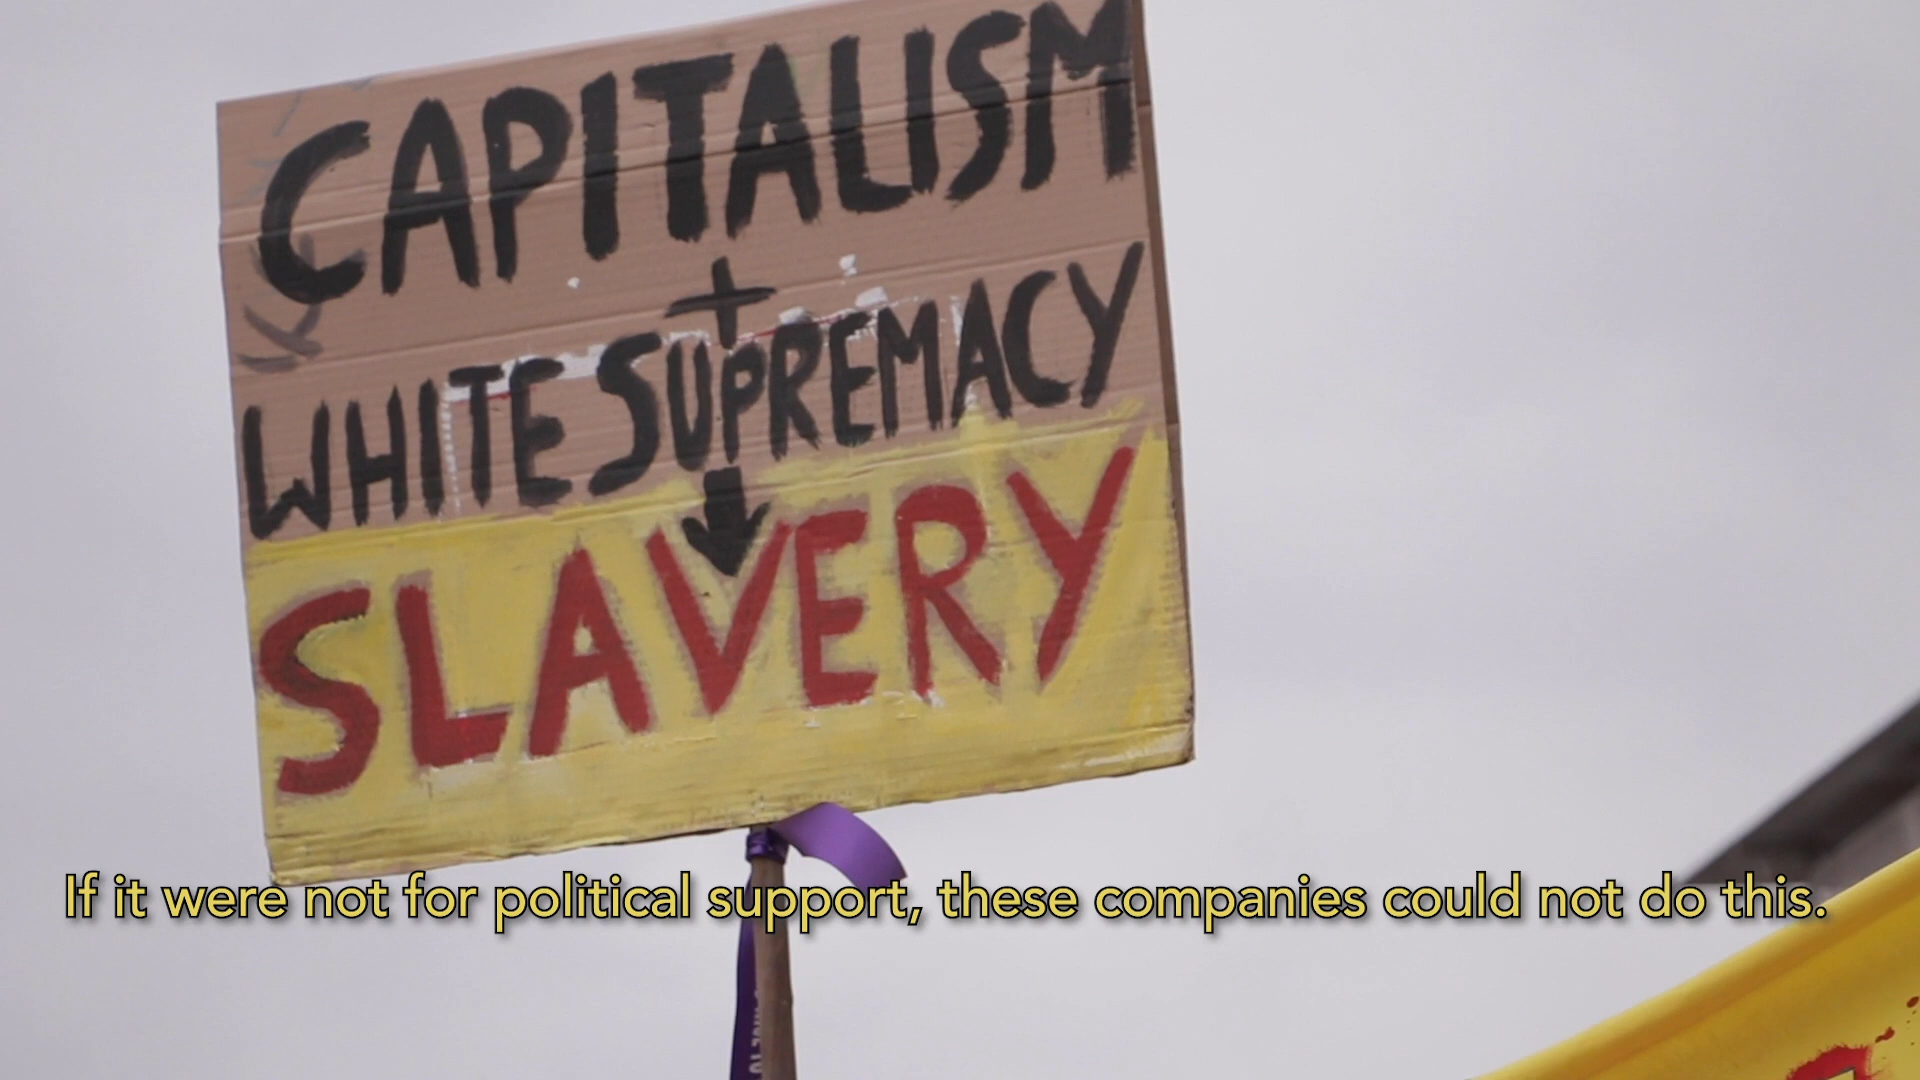 CAPITALISM
+
WHITE SUPREMACY
SLAVERY
If it were not for political support, these companies could not do this.